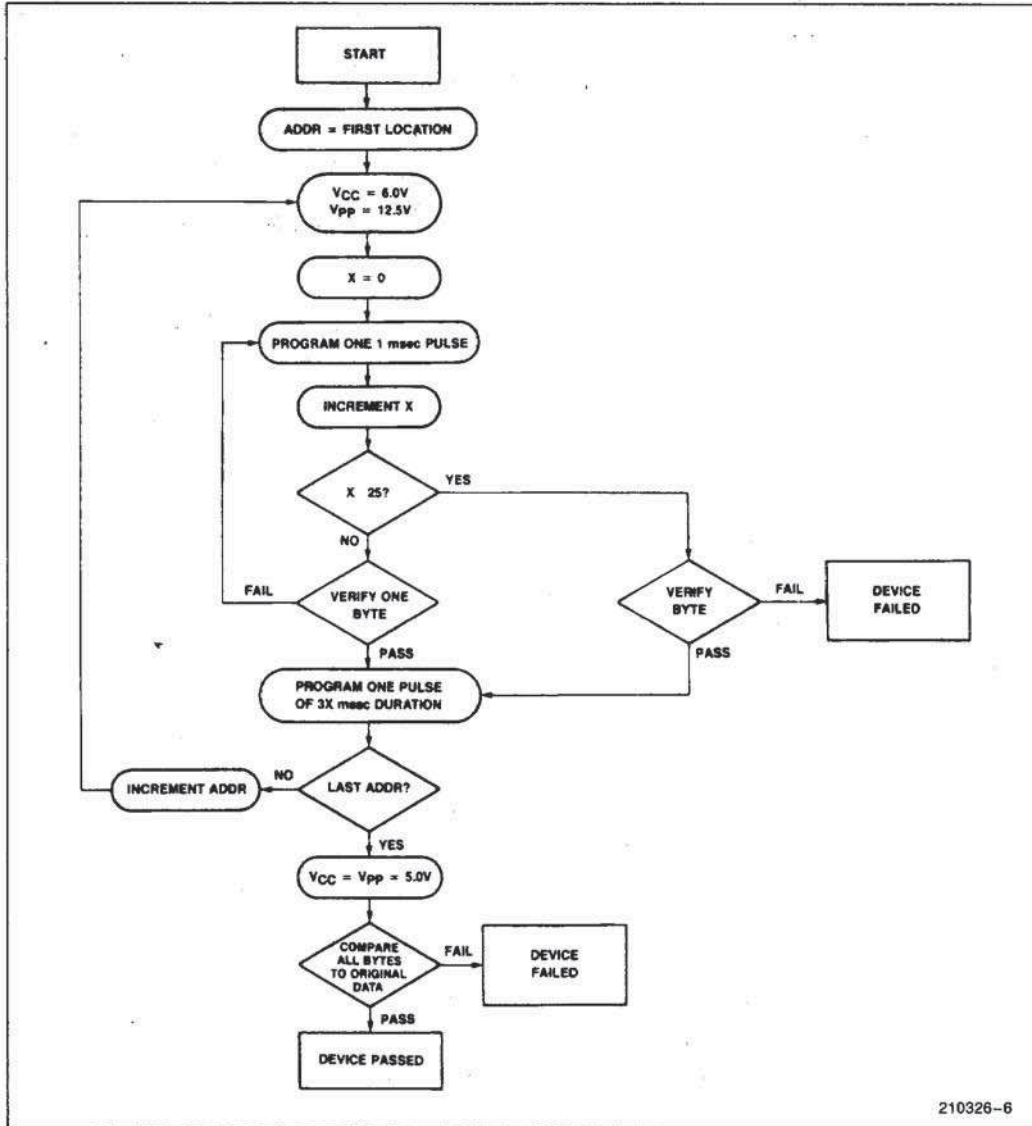 START
ADDR = FIRST LOCATION
VCC = 6.0V
VPP = 12.5V
X = 0
PROGRAM ONE 1 msec PULSE
INCREMENT X
X 25?
YES
NO
VERIFY ONE
BYTE
FAIL
PASS
VERIFY
BYTE
FAIL
PASS
DEVICE
FAILED
PROGRAM ONE PULSE
OF 3X msec DURATION
LAST ADDR?
NO
INCREMENT ADDR
YES
VCC = VPP = 5.0V
COMPARE
ALL BYTES
TO ORIGINAL
DATA
FAIL
DEVICE
FAILED
PASS
DEVICE PASSED
210326-6